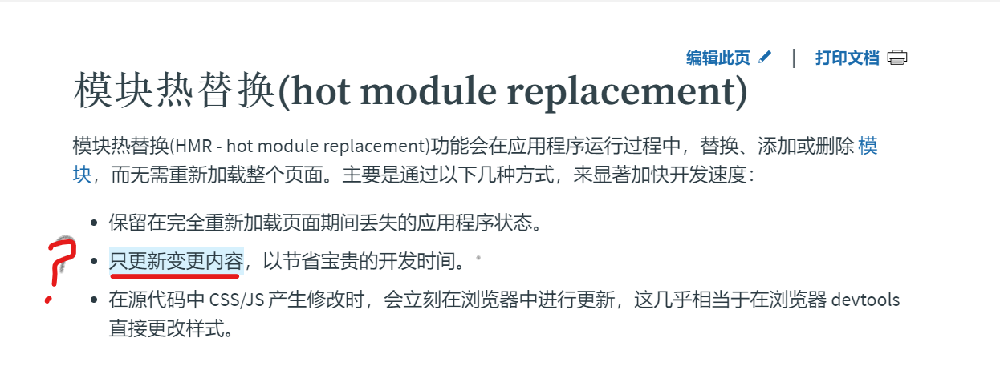 编辑此页 | 打印文档
模块热替换(hot module replacement)
模块热替换(HMR - hot module replacement)功能会在应用程序运行过程中，替换、添加或删除 模
块，而无需重新加载整个页面。主要是通过以下几种方式，来显著加快开发速度：
• 保留在完全重新加载页面期间丢失的应用程序状态。
? • 只更新变更内容，以节省宝贵的开发时间。
• 在源代码中 CSS/JS 产生修改时，会立刻在浏览器中进行更新，这几乎相当于在浏览器 devtools
直接更改样式。